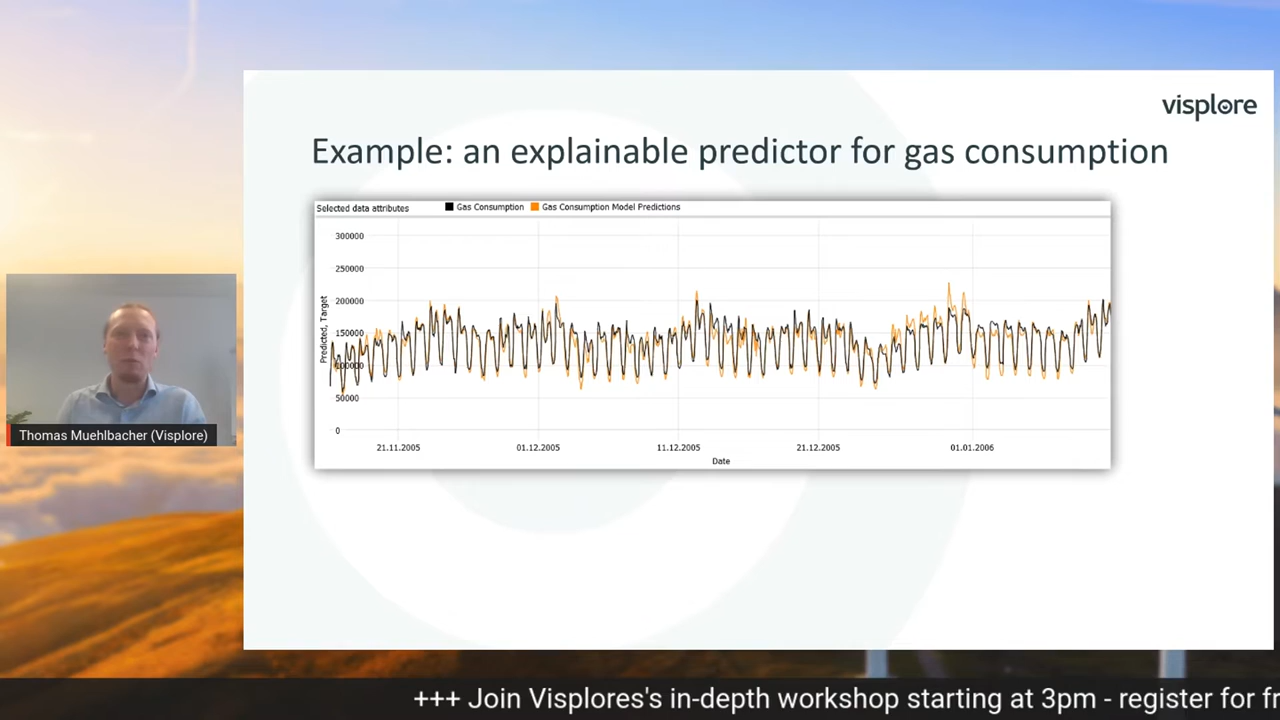 visplore
Example: an explainable predictor for gas consumption
Selected data attributes
Gas Consumption
Gas Consumption Model Predictions
Predicted, Target
300000
250000
200000
150000
100000
50000
0
21.11.2005
01.12.2005
11.12.2005
21.12.2005
01.01.2006
Date
Thomas Muehlbacher (Visplore)
+++ Join Visplores's in-depth workshop starting at 3pm - register for fr